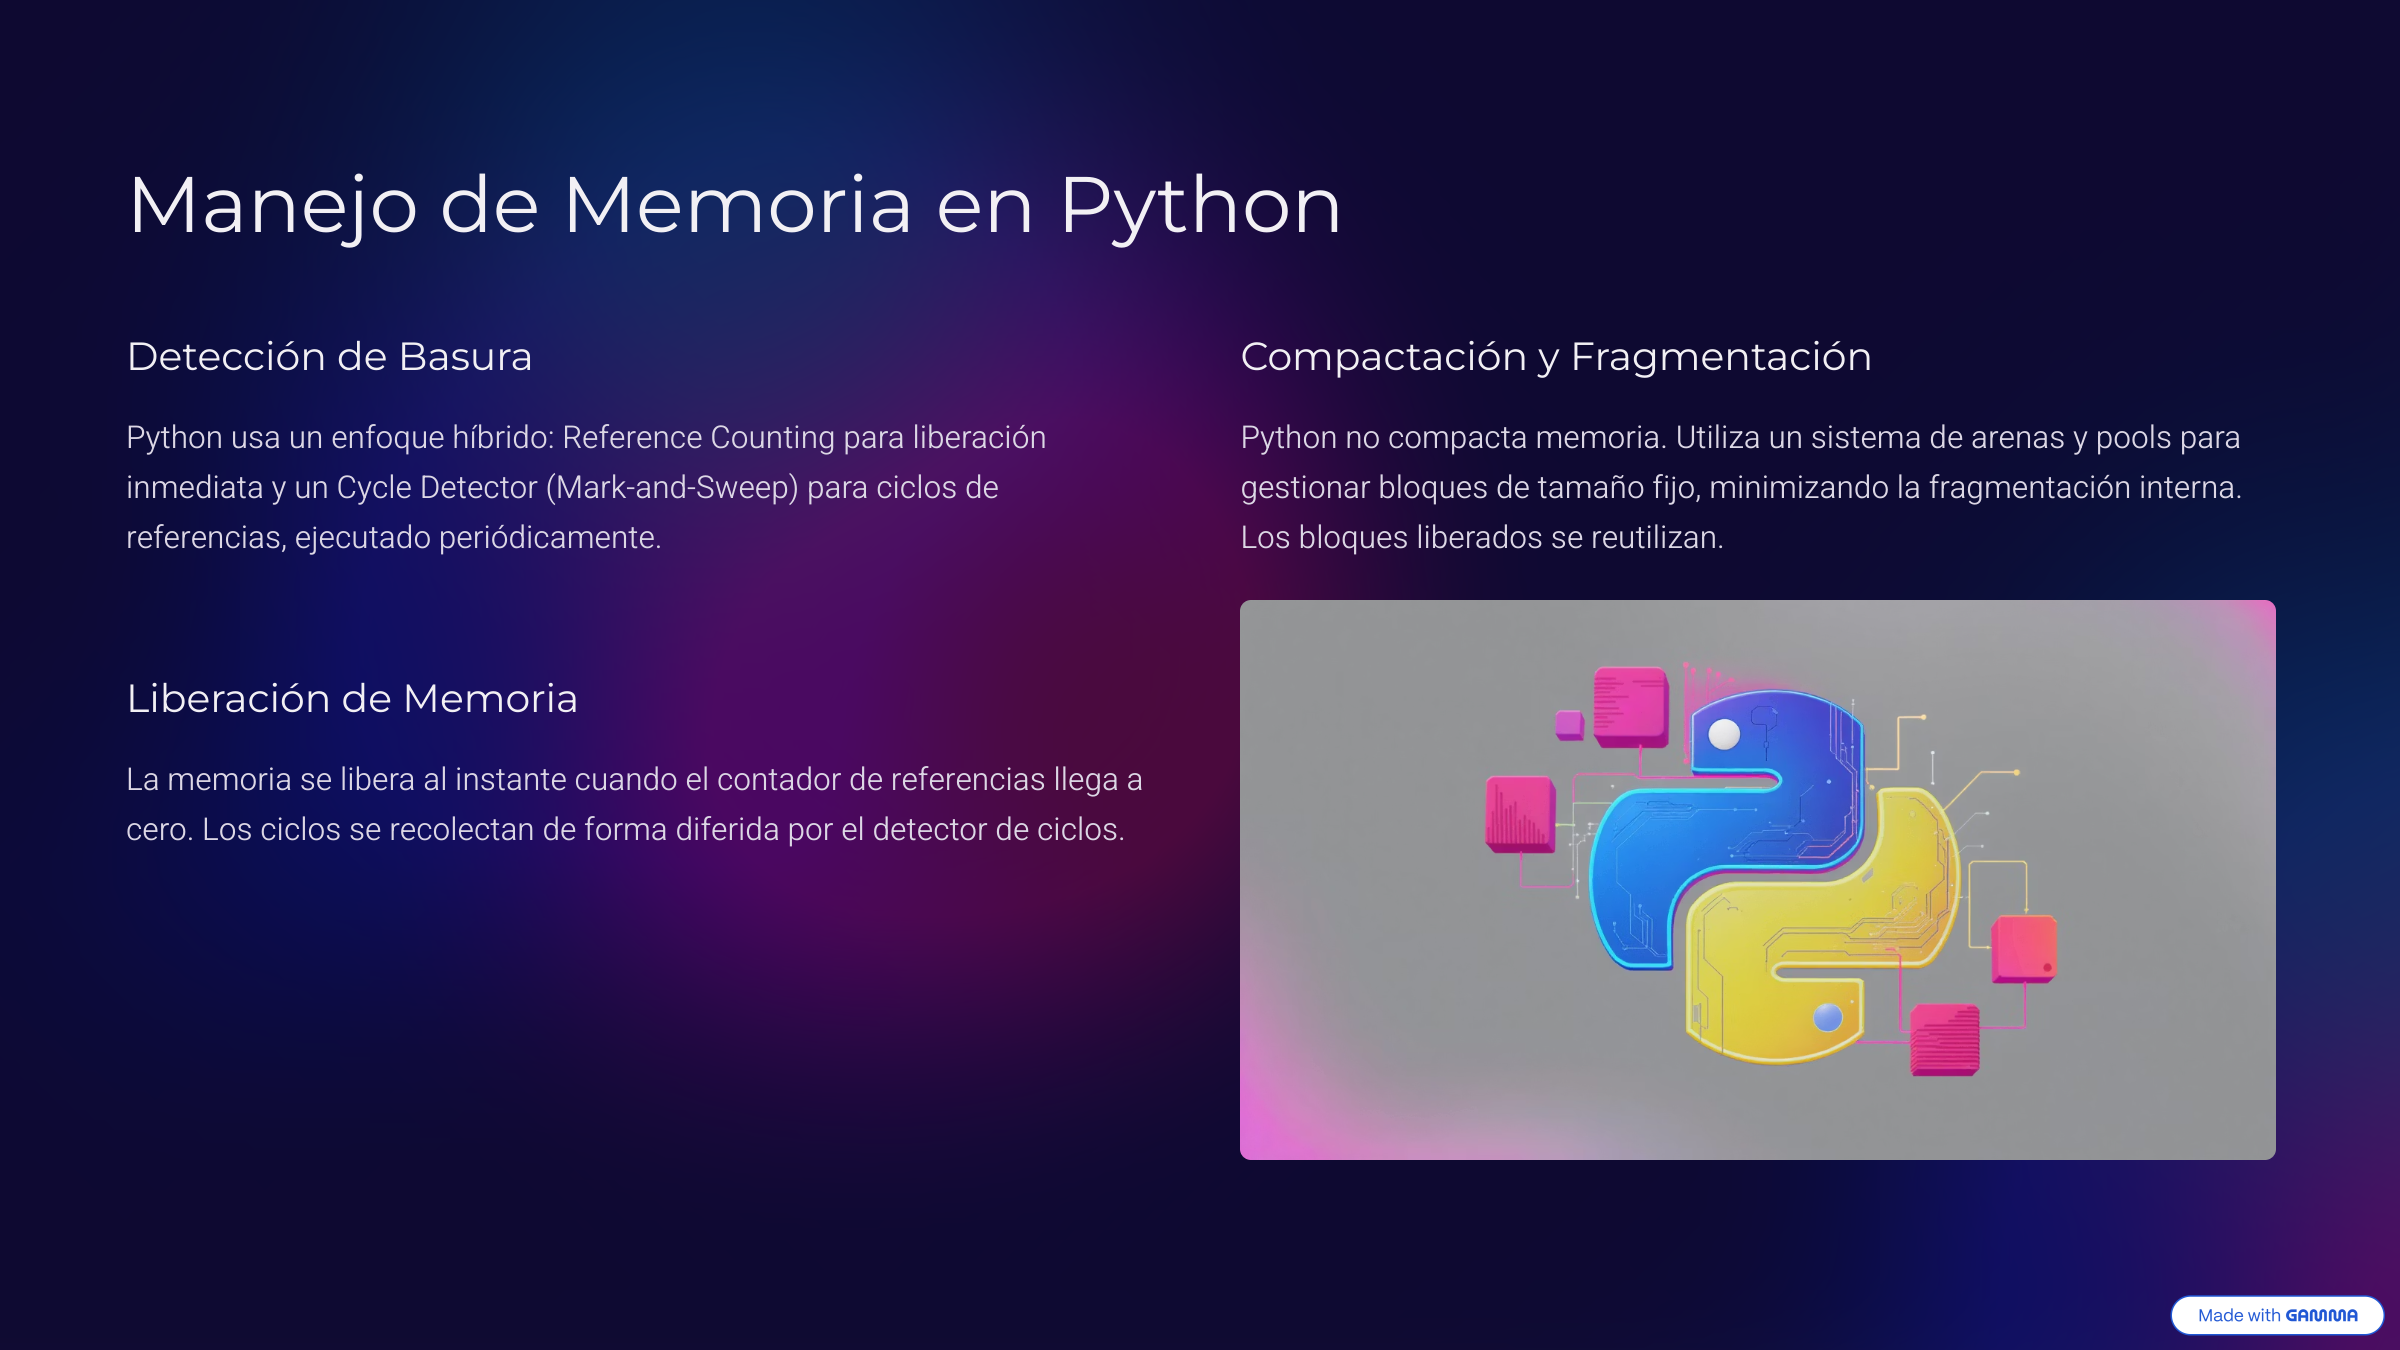 Manejo de Memoria en Python
Detección de Basura
Python usa un enfoque híbrido: Reference Counting para liberación
inmediata y un Cycle Detector (Mark-and-Sweep) para ciclos de
referencias, ejecutado periódicamente.
Liberación de Memoria
La memoria se libera al instante cuando el contador de referencias llega a
cero. Los ciclos se recolectan de forma diferida por el detector de ciclos.
Compactación y Fragmentación
Python no compacta memoria. Utiliza un sistema de arenas y pools para
gestionar bloques de tamaño fijo, minimizando la fragmentación interna.
Los bloques liberados se reutilizan.
Made with GAMMA